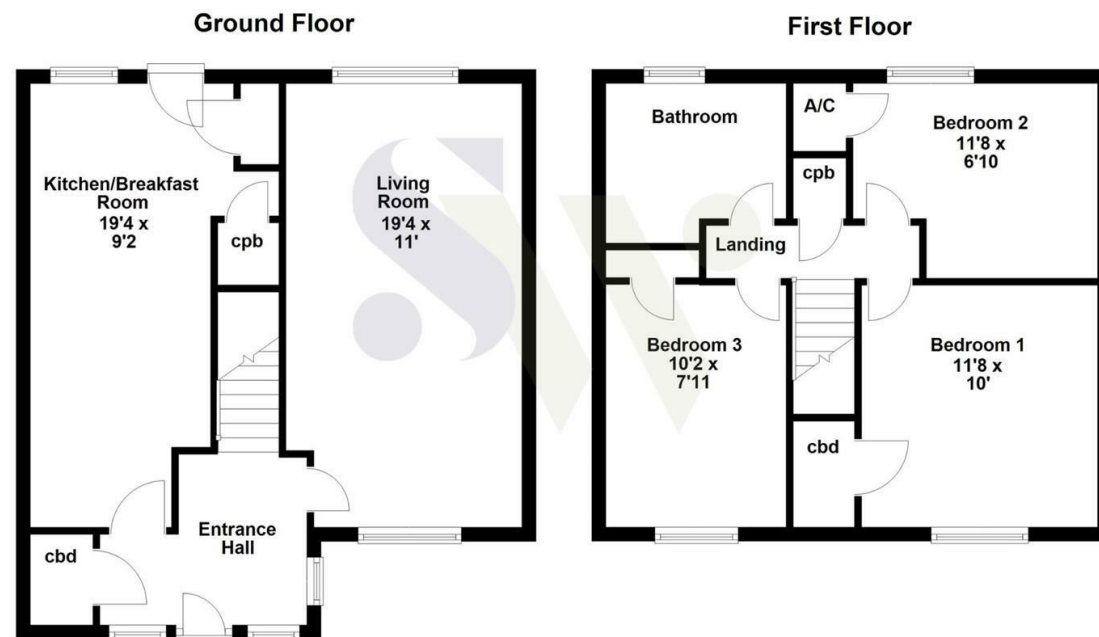 Ground Floor
Kitchen/Breakfast
Room
19'4 x
9'2
cpb
Living
Room
19'4 x
11'
Entrance
Hall
cbd
First Floor
Bathroom
A/C
Bedroom 2
11'8 x
6'10
cpb
Landing
Bedroom 3
10'2 x
7'11
Bedroom 1
11'8 x
10'
cbd
SW